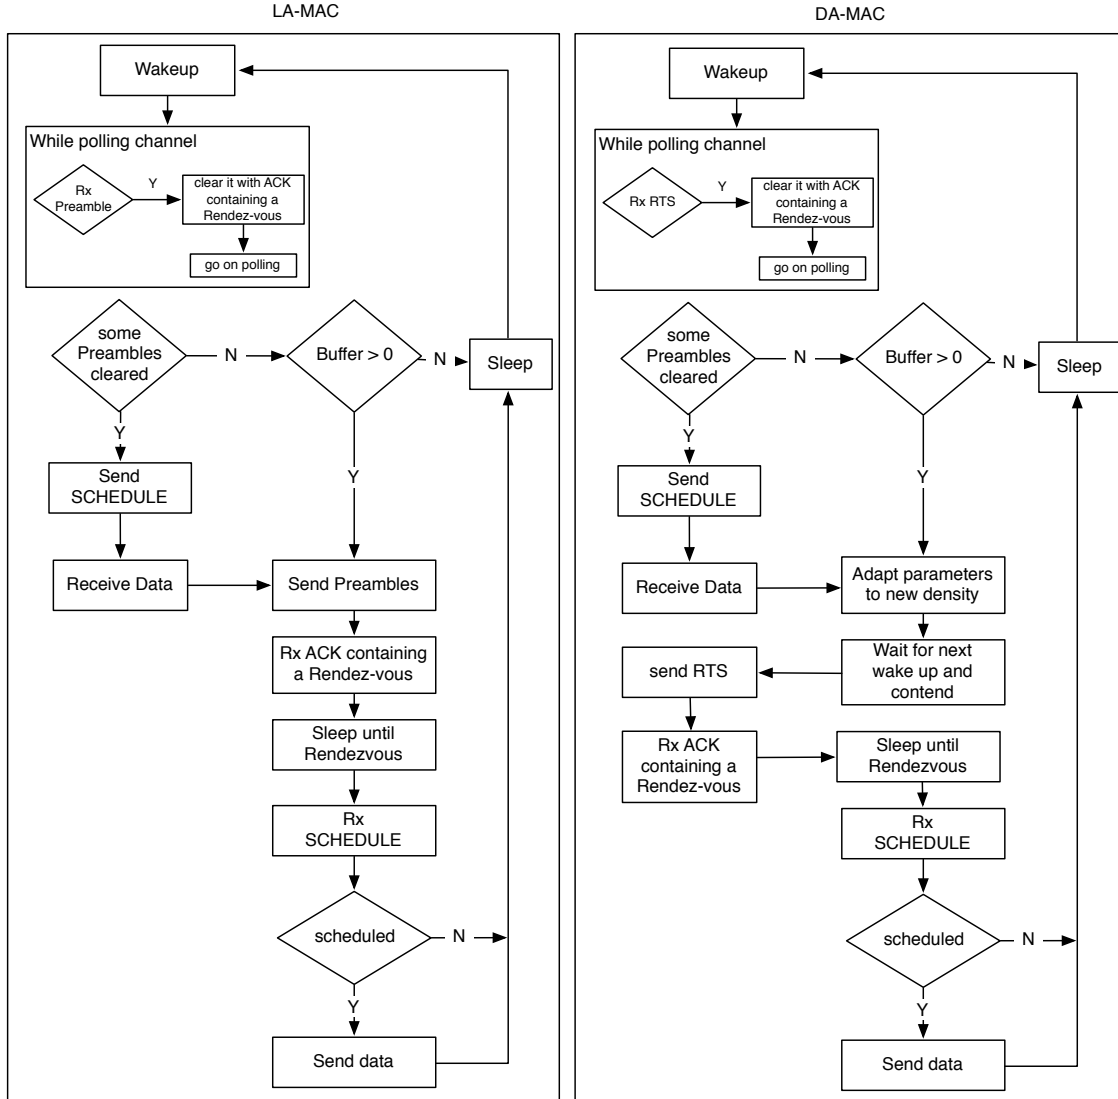 LA-MAC
Wakeup
While polling channel
Rx
Preamble
Y
clear it with ACK
containing a
Rendez-vous
go on polling
some
Preambles
cleared
N
Buffer > 0
N
Sleep
Y
Send
SCHEDULE
Y
Receive Data
Send Preambles
Rx ACK containing
a Rendez-vous
Sleep until
Rendezvous
Rx
SCHEDULE
scheduled
N
Y
Send data
DA-MAC
Wakeup
While polling channel
Rx RTS
Y
clear it with ACK
containing a
Rendez-vous
go on polling
some
Preambles
cleared
N
Buffer > 0
N
Sleep
Y
Send
SCHEDULE
Y
Receive Data
Adapt parameters
to new density
Wait for next
wake up and
contend
send RTS
Rx ACK
containing a
Rendez-vous
Sleep until
Rendezvous
Rx
SCHEDULE
scheduled
N
Y
Send data